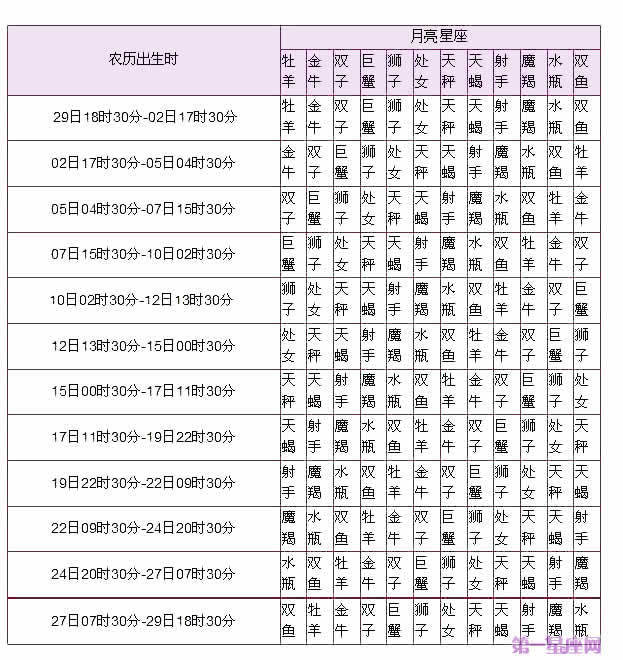 农历出生时 月亮星座
牡羊 金牛 双子 巨蟹 狮子 处女 天秤 天蝎 射手 魔羯 水瓶 双鱼
29日18时30分-02日17时30分 牡羊 金牛 双子 巨蟹 狮子 处女 天秤 天蝎 射手 魔羯 水瓶 双鱼
02日17时30分-05日04时30分 金牛 双子 巨蟹 狮子 处女 天秤 天蝎 射手 魔羯 水瓶 双鱼 牡羊
05日04时30分-07日15时30分 双子 巨蟹 狮子 处女 天秤 天蝎 射手 魔羯 水瓶 双鱼 牡羊 金牛
07日15时30分-10日02时30分 巨蟹 狮子 处女 天秤 天蝎 射手 魔羯 水瓶 双鱼 牡羊 金牛 双子
10日02时30分-12日13时30分 狮子 处女 天秤 天蝎 射手 魔羯 水瓶 双鱼 牡羊 金牛 双子 巨蟹
12日13时30分-15日00时30分 处女 天秤 天蝎 射手 魔羯 水瓶 双鱼 牡羊 金牛 双子 巨蟹 狮子
15日00时30分-17日11时30分 天秤 天蝎 射手 魔羯 水瓶 双鱼 牡羊 金牛 双子 巨蟹 狮子 处女
17日11时30分-19日22时30分 天蝎 射手 魔羯 水瓶 双鱼 牡羊 金牛 双子 巨蟹 狮子 处女 天秤
19日22时30分-22日09时30分 射手 魔羯 水瓶 双鱼 牡羊 金牛 双子 巨蟹 狮子 处女 天秤 天蝎
22日09时30分-24日20时30分 魔羯 水瓶 双鱼 牡羊 金牛 双子 巨蟹 狮子 处女 天秤 天蝎 射手
24日20时30分-27日07时30分 水瓶 双鱼 牡羊 金牛 双子 巨蟹 狮子 处女 天秤 天蝎 射手 魔羯
27日07时30分-29日18时30分 双鱼 牡羊 金牛 双子 巨蟹 狮子 处女 天秤 天蝎 射手 魔羯 水瓶
第一星座网